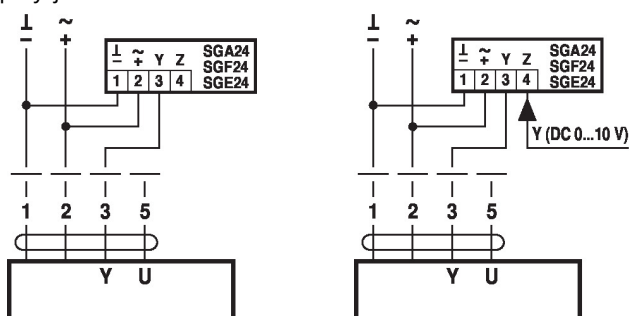 ⊥ ~
− +
⊥ ~ Y Z SGA24
− + SGF24
1 2 3 4 SGE24
1 2 3 5
Y U
⊥ ~
− +
⊥ ~ Y Z SGA24
− + SGF24
1 2 3 4 SGE24
Y (DC 0...10 V)
1 2 3 5
Y U